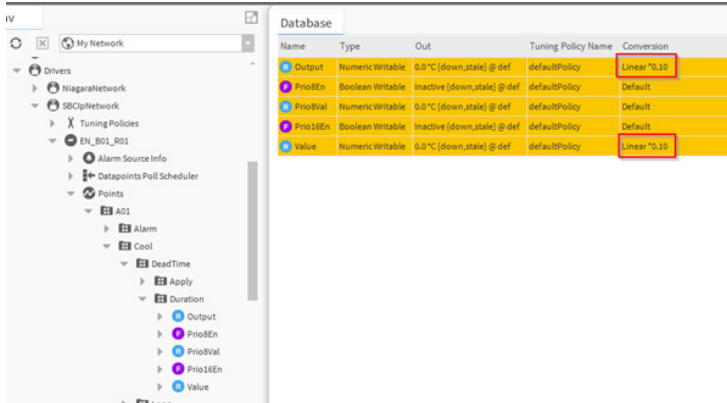 av
My Network
Drivers
NiagaraNetwork
SBCIpNetwork
Tuning Policies
EN_B01_R01
Alarm Source Info
Datapoints Poll Scheduler
Points
A01
Alarm
Cool
DeadTime
Apply
Duration
Output
Prio8En
Prio8Val
Prio16En
Value
Database
Name Type Out Tuning Policy Name Conversion
R Output Numeric Writable 0.0 °C {down,stale} @ def defaultPolicy Linear *0.10
F Prio8En Boolean Writable Inactive {down,stale} @ def defaultPolicy Default
R Prio8Val Numeric Writable 0.0 °C {down,stale} @ def defaultPolicy Default
F Prio16En Boolean Writable Inactive {down,stale} @ def defaultPolicy Default
R Value Numeric Writable 0.0 °C {down,stale} @ def defaultPolicy Linear *0.10